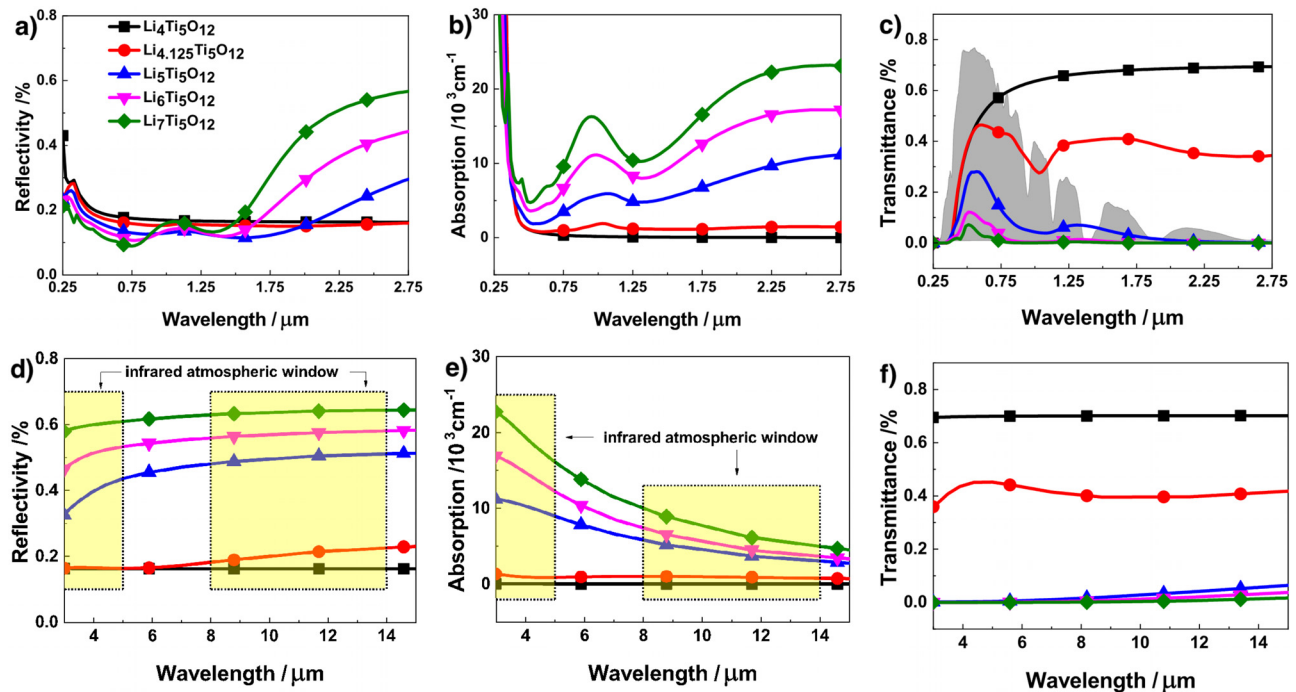 a)
Reflectivity /%
0.8
0.6
0.4
0.2
0.0
Li4Ti5O12
Li4.125Ti5O12
Li5Ti5O12
Li6Ti5O12
Li7Ti5O12
0.25 0.75 1.25 1.75 2.25 2.75
Wavelength / μm
b)
Absorption /10 3cm-1
30
20
10
0
0.25 0.75 1.25 1.75 2.25 2.75
Wavelength / μm
c)
Transmittance /%
0.8
0.6
0.4
0.2
0.0
0.25 0.75 1.25 1.75 2.25 2.75
Wavelength / μm
d)
Reflectivity /%
0.8
0.6
0.4
0.2
0.0
infrared atmospheric window
4 6 8 10 12 14
Wavelength / μm
e)
Absorption /10 3cm-1
30
20
10
0
infrared atmospheric window
4 6 8 10 12 14
Wavelength / μm
f)
Transmittance /%
0.8
0.6
0.4
0.2
0.0
4 6 8 10 12 14
Wavelength / μm